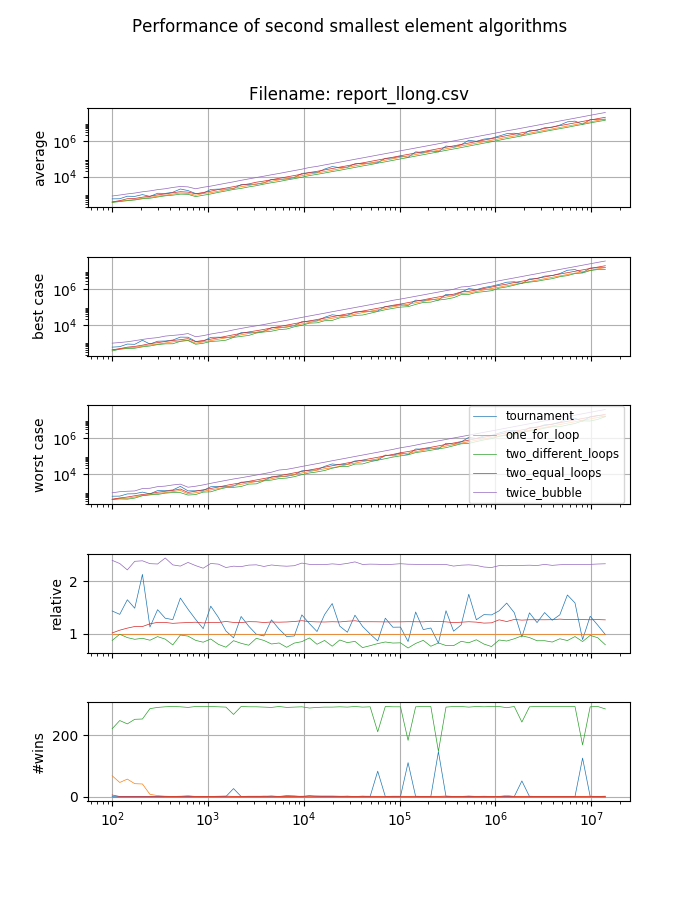 Performance of second smallest element algorithms
Filename: report_llong.csv
average
10^6
10^4
best case
10^6
10^4
worst case
10^6
10^4
tournament
one_for_loop
two_different_loops
two_equal_loops
twice_bubble
relative
2
1
#wins
200
0
10^2 10^3 10^4 10^5 10^6 10^7